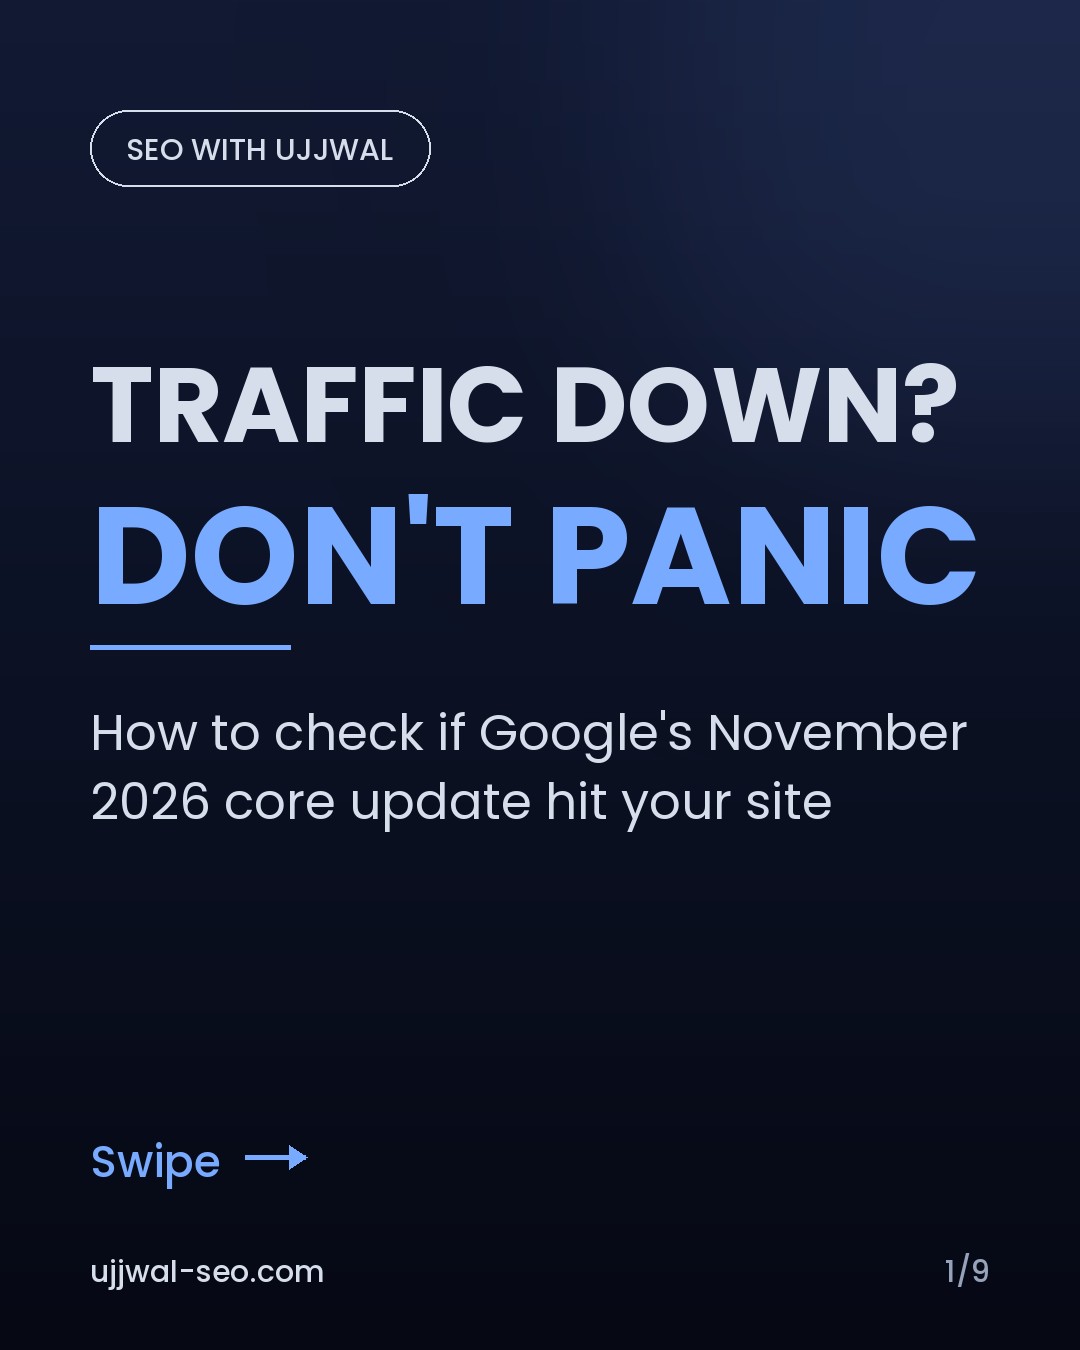 SEO WITH UJJWAL
TRAFFIC DOWN?
DON'T PANIC
How to check if Google's November
2026 core update hit your site
Swipe
ujjwal-seo.com
1/9